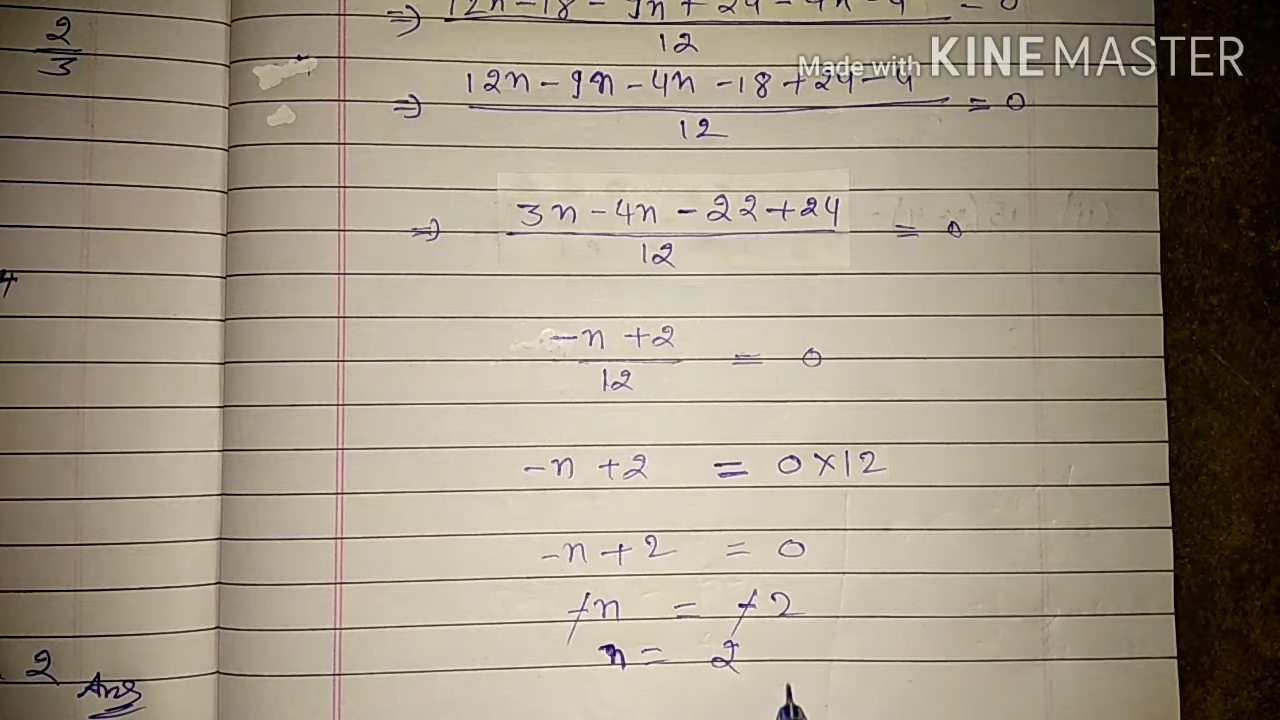 2/3
⇒ (12n - 18 - 9n + 24 - 4n - 4)/12 = 0
Made with KINEMASTER
⇒ (12n - 9n - 4n - 18 + 24 - 4)/12 = 0
⇒ (3n - 4n - 22 + 24)/12 = 0
4
(-n + 2)/12 = 0
-n + 2 = 0 × 12
-n + 2 = 0
-n = -2
n = 2
2 Ans